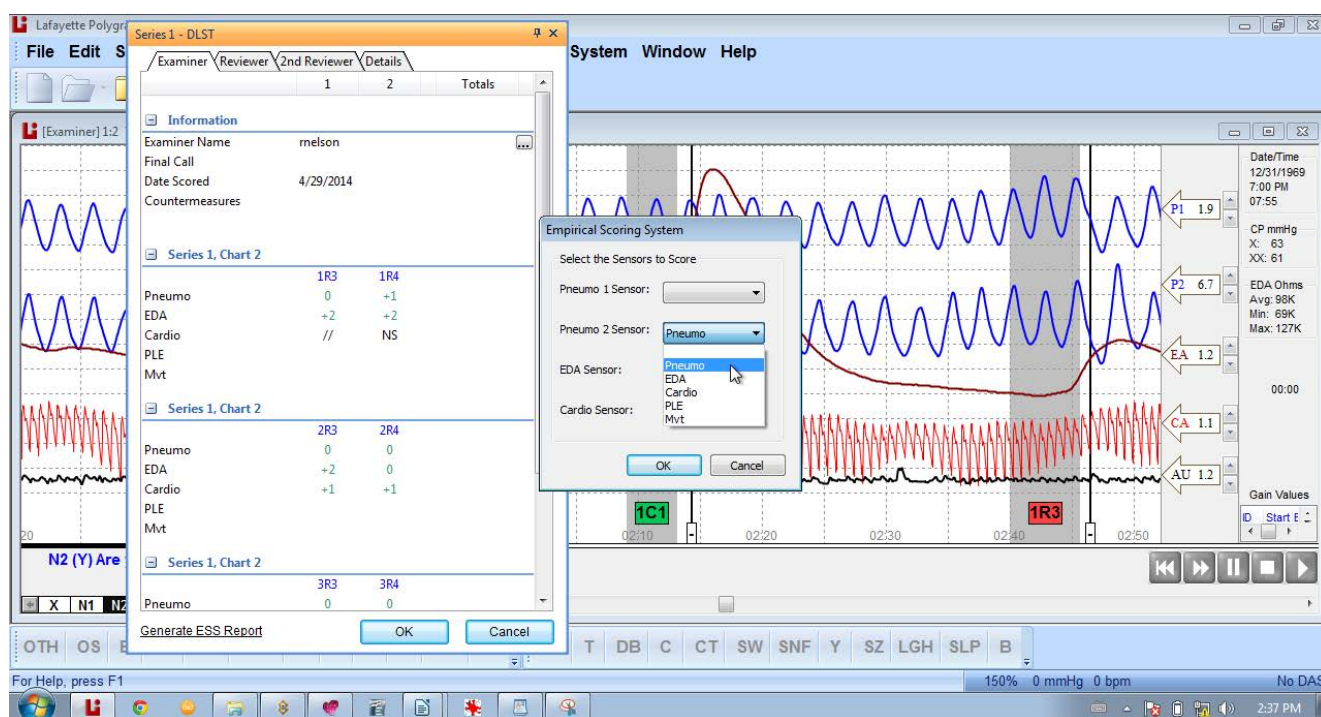 Lafayette Polygra
File Edit S
System Window Help
Series 1 - DLST
Examiner Reviewer 2nd Reviewer Details
1 2 Totals
Information
Examiner Name rnelson ...
Final Call
Date Scored 4/29/2014
Countermeasures
Series 1, Chart 2
1R3 1R4
Pneumo 0 +1
EDA +2 +2
Cardio // NS
PLE
Mvt
Series 1, Chart 2
2R3 2R4
Pneumo 0 0
EDA +2 0
Cardio +1 +1
PLE
Mvt
Series 1, Chart 2
3R3 3R4
Pneumo 0 0
Generate ESS Report OK Cancel
[Examiner] 1:2
Empirical Scoring System
Select the Sensors to Score
Pneumo 1 Sensor:
Pneumo 2 Sensor: Pneumo
Pneumo
EDA Sensor: EDA
Cardio
Cardio Sensor: PLE
Mvt
OK Cancel
P1 1.9
P2 6.7
EA 1.2
CA 1.1
AU 1.2
Date/Time
12/31/1969
7:00 PM
07:55
CP mmHg
X: 63
XX: 61
EDA Ohms
Avg: 98K
Min: 69K
Max: 127K
00:00
Gain Values
ID Start E
1C1 1R3
20 02:10 02:20 02:30 02:40 02:50
N2 (Y) Are
X N1 N2
OTH OS E T DB C CT SW SNF Y SZ LGH SLP B
For Help, press F1 150% 0 mmHg 0 bpm No DAS
2:37 PM